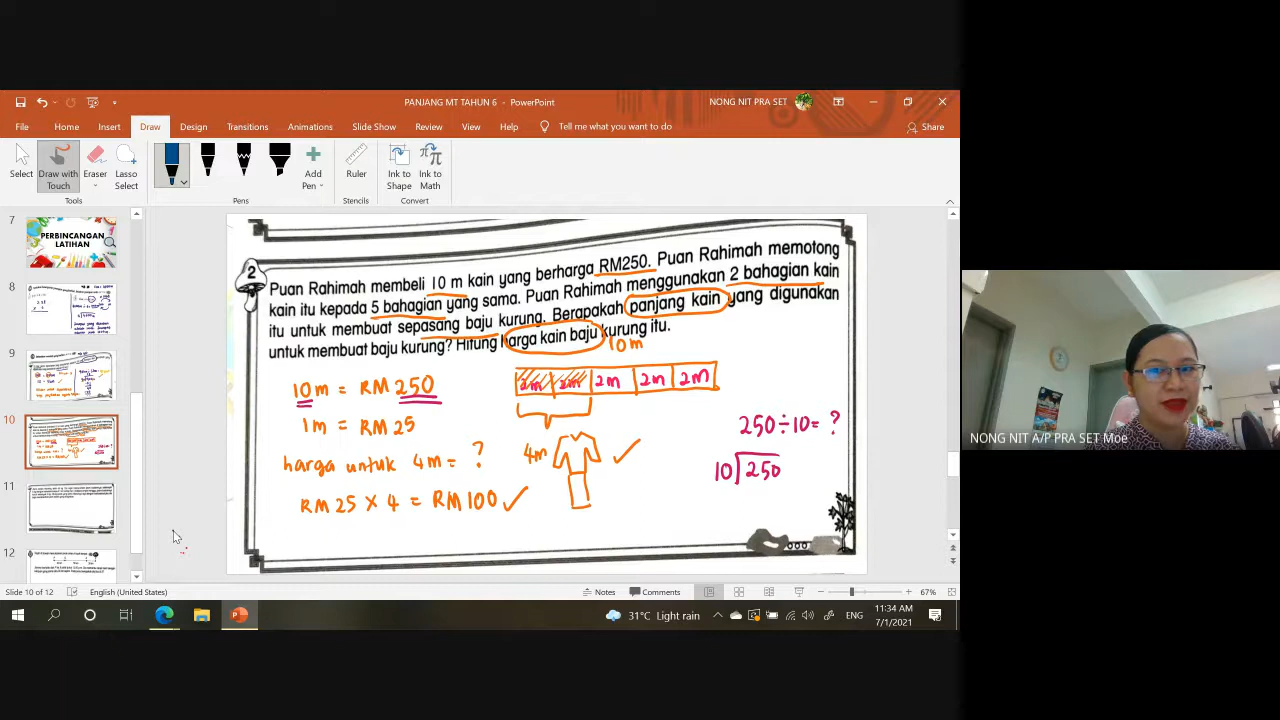 PANJANG MT TAHUN 6 - PowerPoint
NONG NIT PRA SET
File Home Insert Draw Design Transitions Animations Slide Show Review View Help Tell me what you want to do Share
Select
Draw with Touch
Eraser
Lasso Select
Add Pen
Ruler
Ink to Shape
Ink to Math
Tools Pens Stencils Convert
7
PERBINCANGAN
LATIHAN
8
9
10
11
12
2
Puan Rahimah membeli 10 m kain yang berharga RM250. Puan Rahimah memotong
kain itu kepada 5 bahagian yang sama. Puan Rahimah menggunakan 2 bahagian kain
itu untuk membuat sepasang baju kurung. Berapakah panjang kain yang digunakan
untuk membuat baju kurung? Hitung harga kain baju kurung itu.
10m
10m = RM 250
2m 2m 2m 2m 2m
1m = RM 25
250÷10= ?
harga untuk 4m = ?
4m
10 250
RM 25 × 4 = RM 100 ✓
✓
NONG NIT A/P PRA SET Moe
Slide 10 of 12 English (United States) Notes Comments 67%
31°C Light rain ENG 11:34 AM
7/1/2021